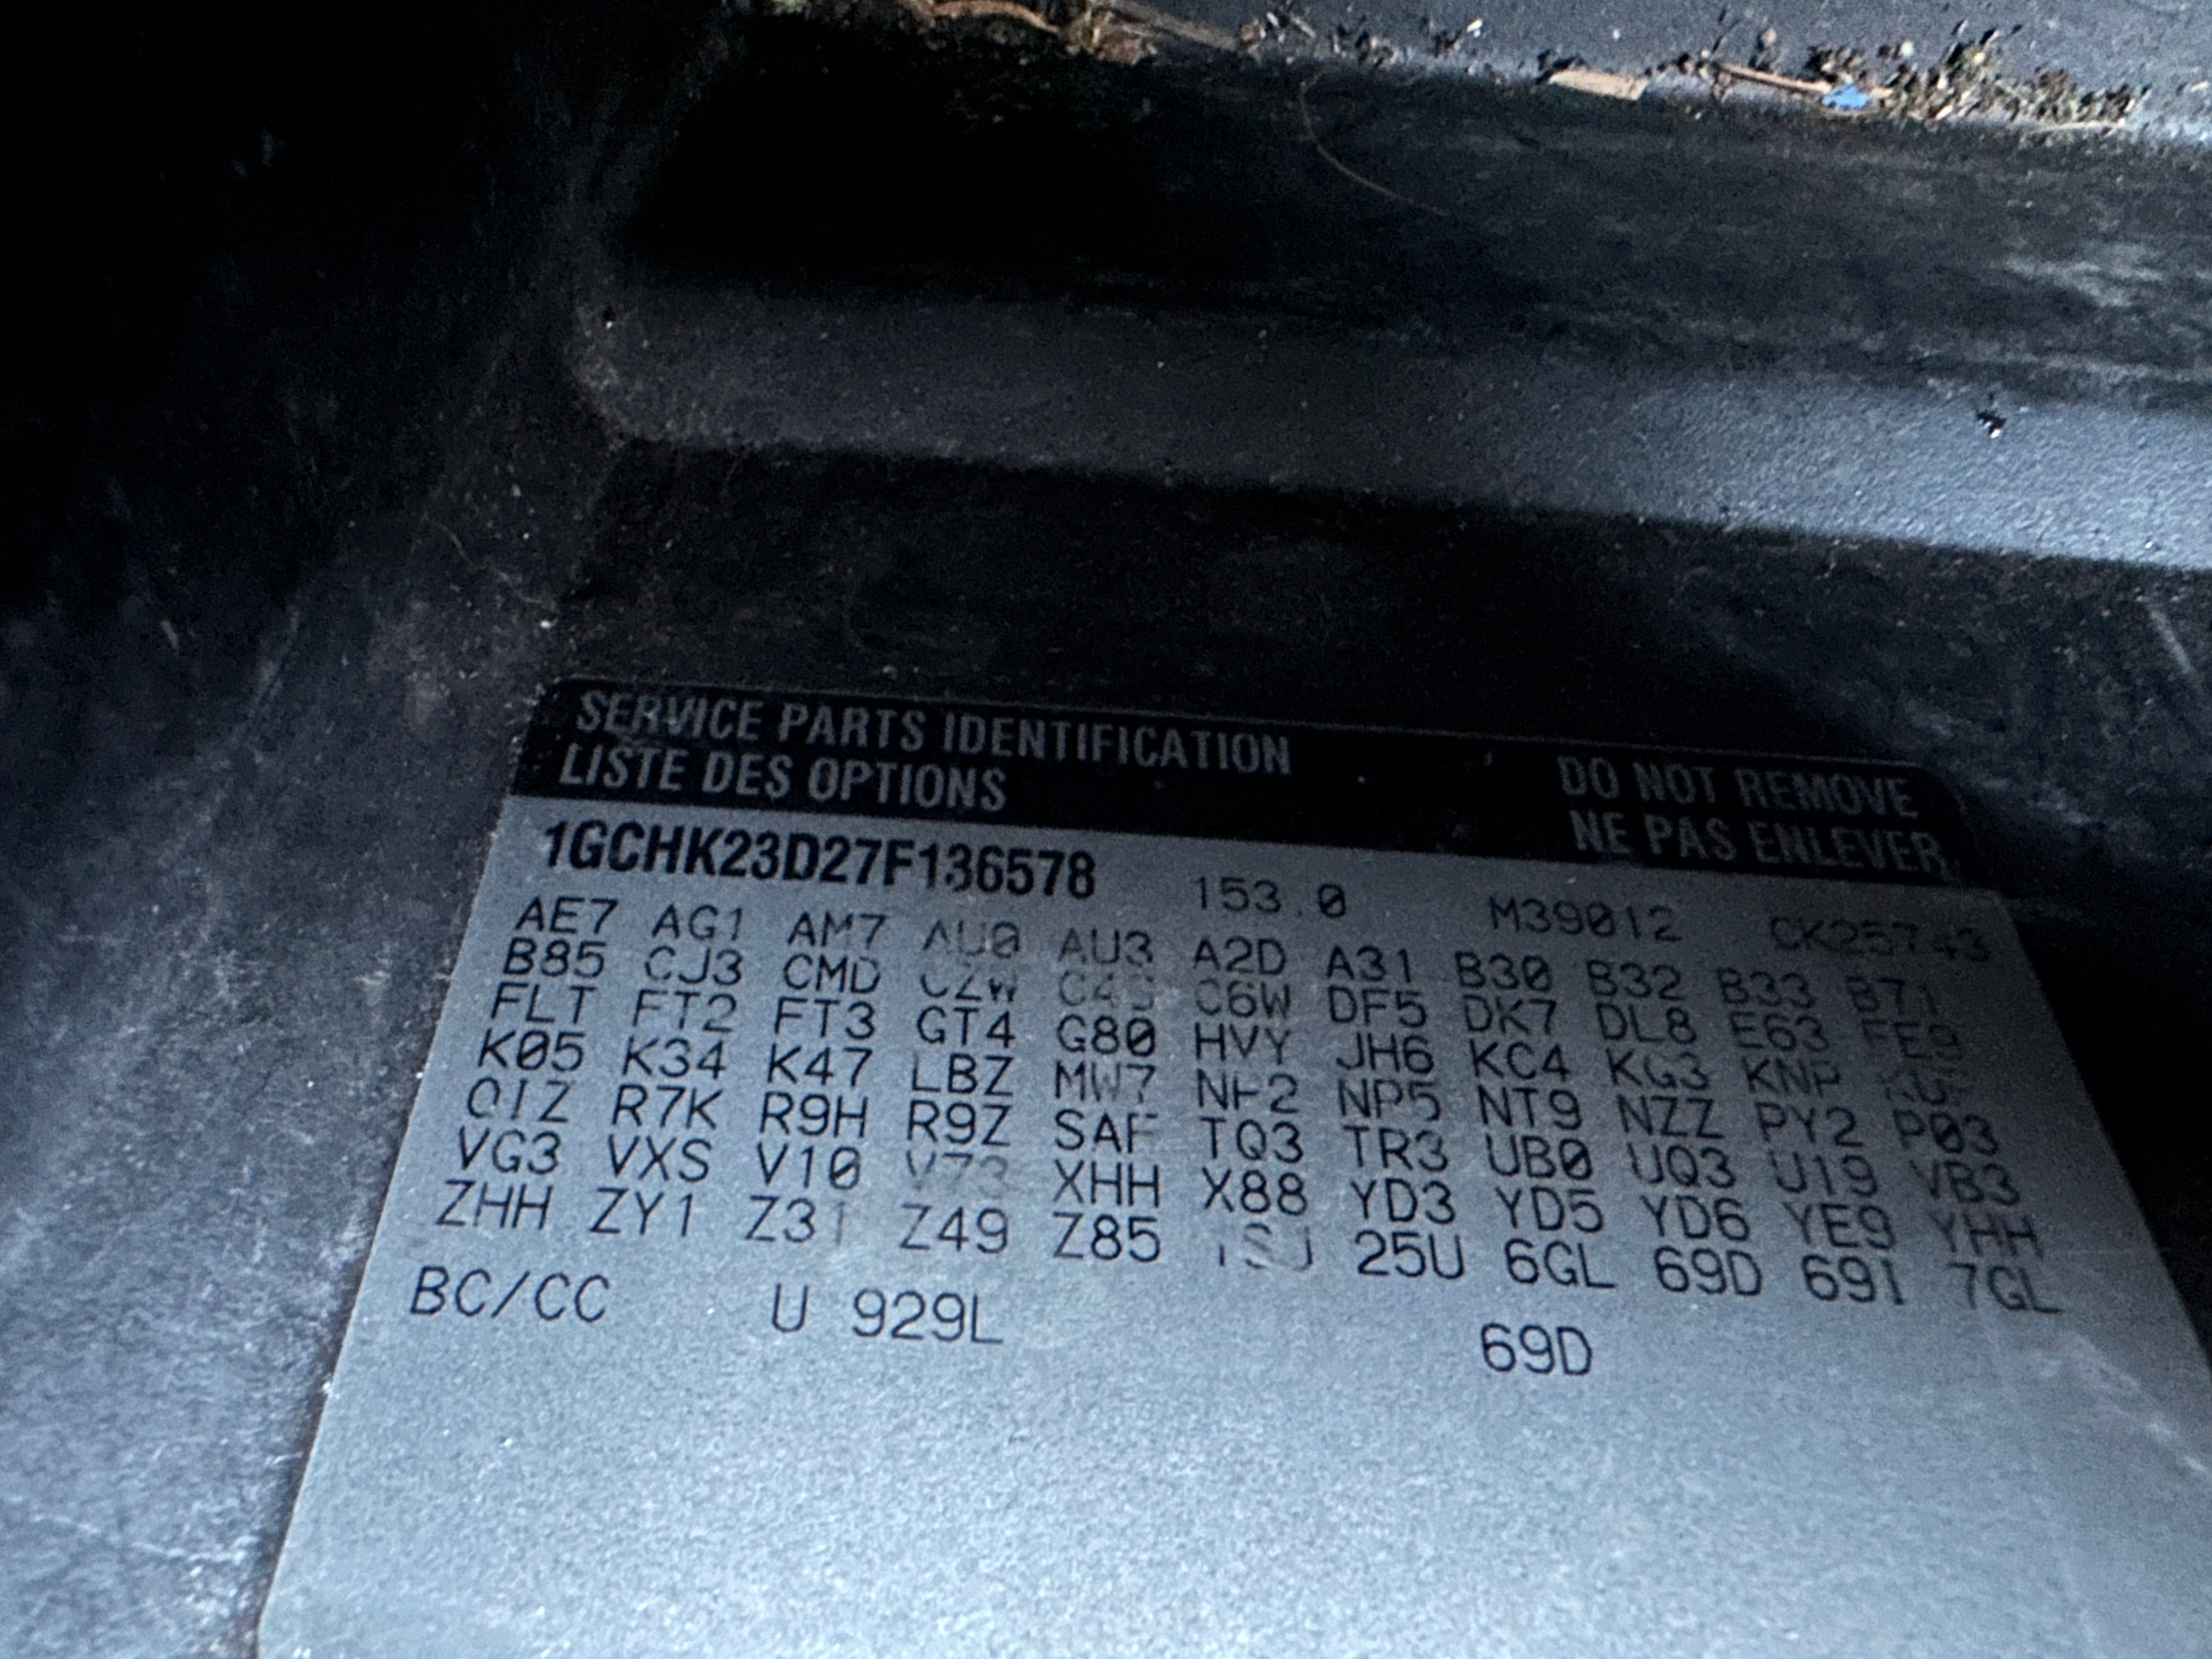 SERVICE PARTS IDENTIFICATION DO NOT REMOVE
LISTE DES OPTIONS NE PAS ENLEVER
1GCHK23D27F136578 153.0 M39012 CK25743
AE7 AG1 AM7 AU0 AU3 A2D A31 B30 B32 B33 B71
B85 CJ3 CMD C6W DF5 DK7 DL8 E63 FE9
FLT FT2 FT3 GT4 G80 HVY JH6 KC4 KG3 KNP
K05 K34 K47 LBZ MW7 NF2 NP5 NT9 NZZ PY2 P03
QIZ R7K R9H R9Z SAF TQ3 TR3 UB0 UQ3 U19 VB3
VG3 VXS V10 V73 XHH X88 YD3 YD5 YD6 YE9 YHH
ZHH ZY1 Z31 Z49 Z85 25U 6GL 69D 69I 7GL
BC/CC U 929L 69D